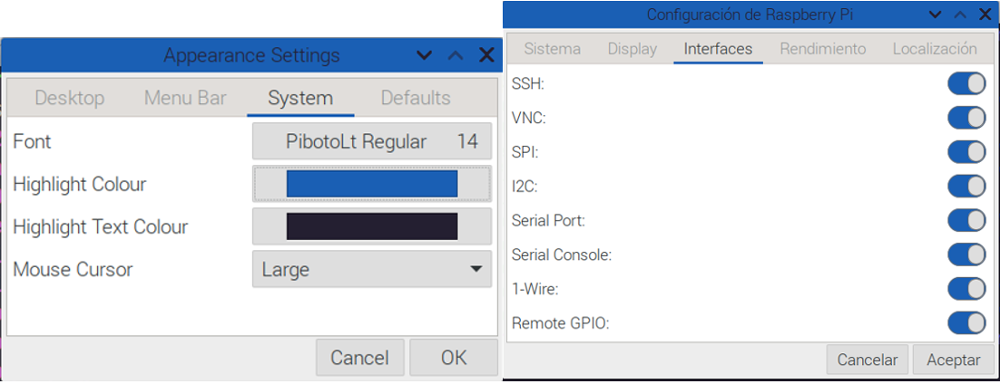 Appearance Settings
Desktop Menu Bar System Defaults
Font PibotoLt Regular 14
Highlight Colour
Highlight Text Colour
Mouse Cursor Large
Cancel OK
Configuración de Raspberry Pi
Sistema Display Interfaces Rendimiento Localización
SSH:
VNC:
SPI:
I2C:
Serial Port:
Serial Console:
1-Wire:
Remote GPIO:
Cancelar Aceptar